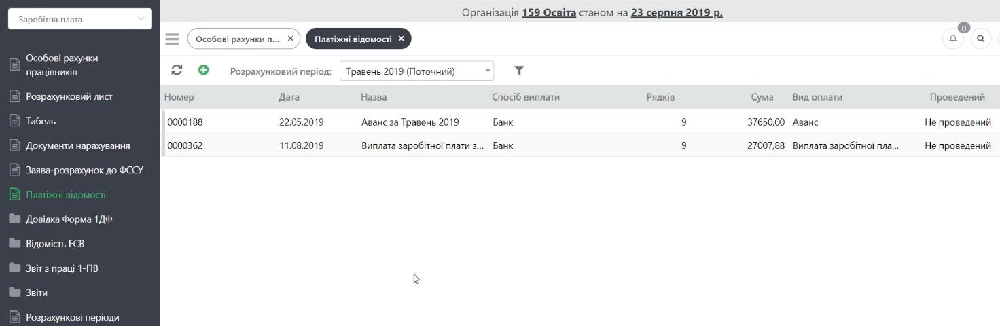 Заробітна плата
Особові рахунки
працівників
Розрахунковий лист
Табель
Документи нарахування
Заява-розрахунок до ФССУ
Платіжні відомості
Довідка Форма 1ДФ
Відомість ЕСВ
Звіт з праці 1-ПВ
Звіти
Розрахункові періоди
Організація 159 Освіта станом на 23 серпня 2019 р.
Особові рахунки п... × Платіжні відомості × 0
Розрахунковий період: Травень 2019 (Поточний)
Номер Дата Назва Спосіб виплати Рядків Сума Вид оплати Проведений
0000188 22.05.2019 Аванс за Травень 2019 Банк 9 37650,00 Аванс Не проведений
0000362 11.08.2019 Виплата заробітної плати з... Банк 9 27007,88 Виплата заробітної пла... Не проведений